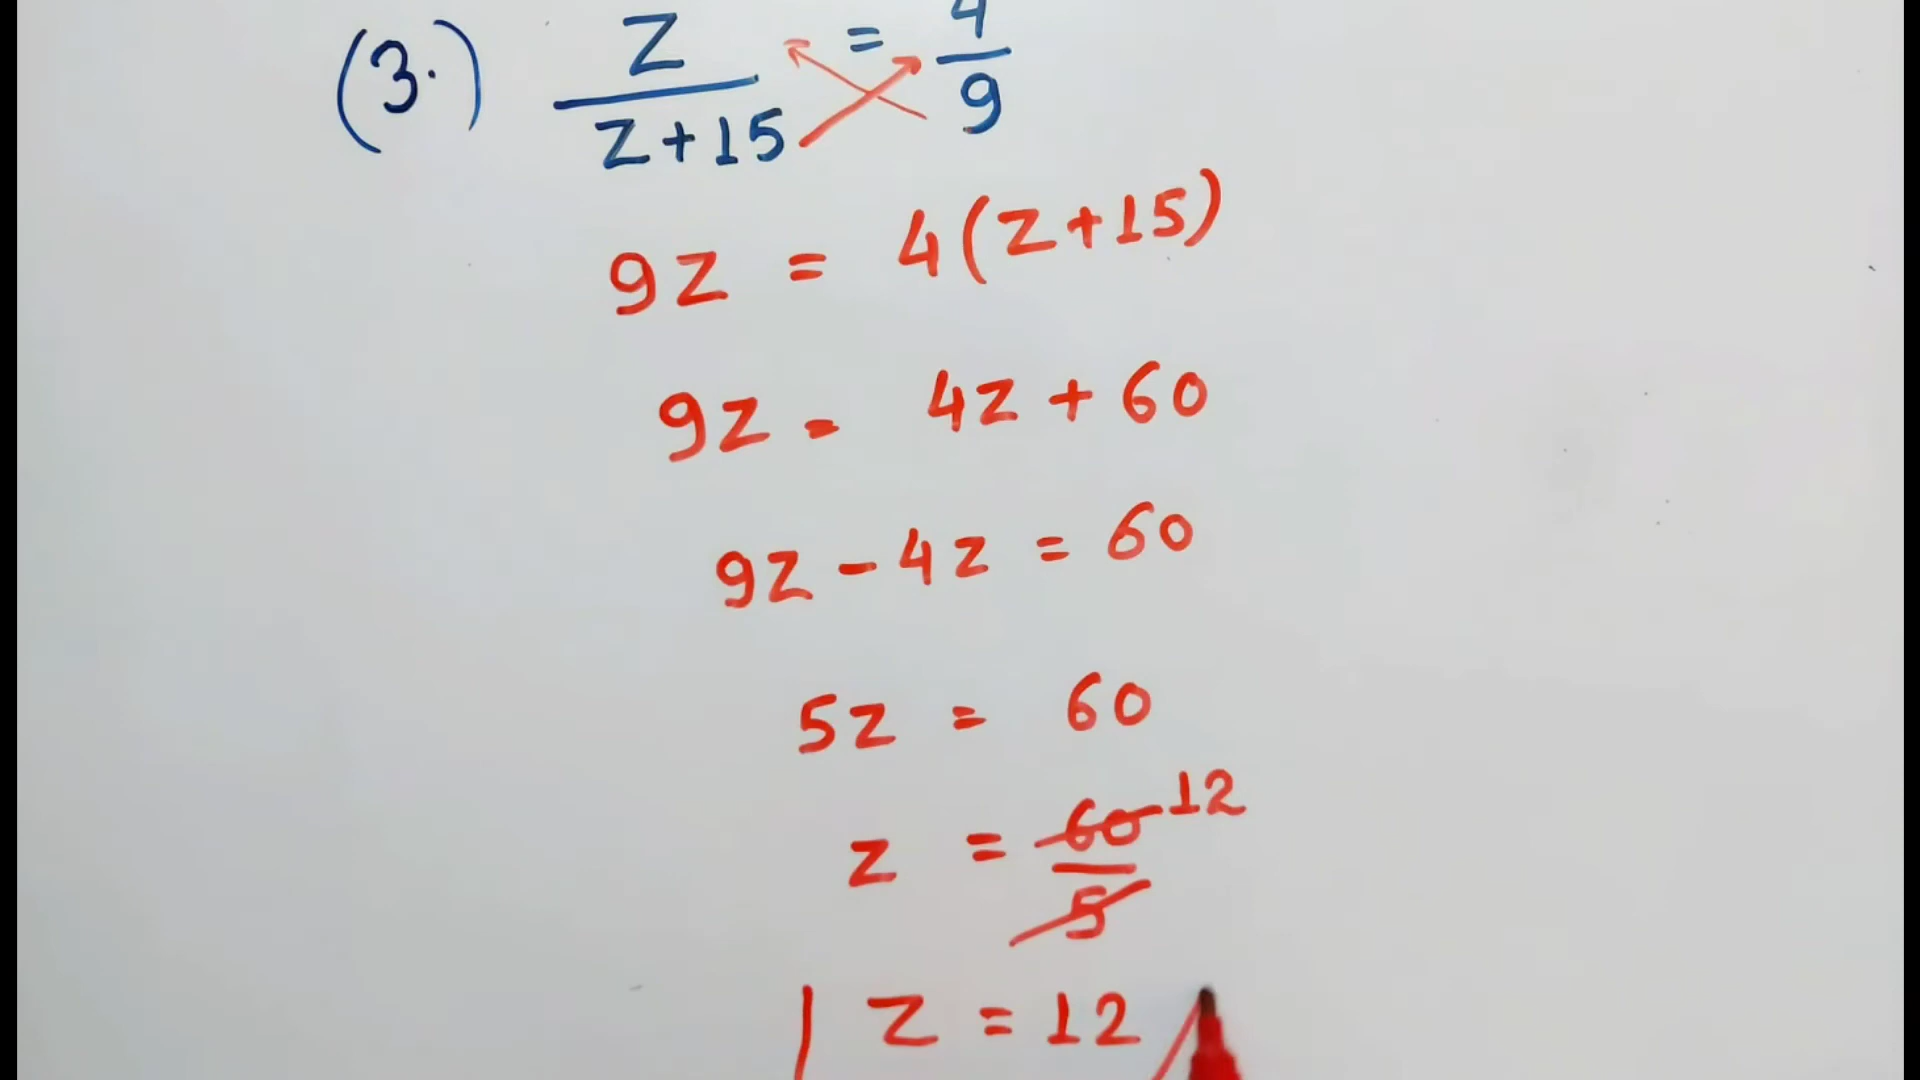 (3.) z/(z+15) = 4/9
9z = 4(z+15)
9z = 4z + 60
9z - 4z = 60
5z = 60
z = 60/5 12
z = 12